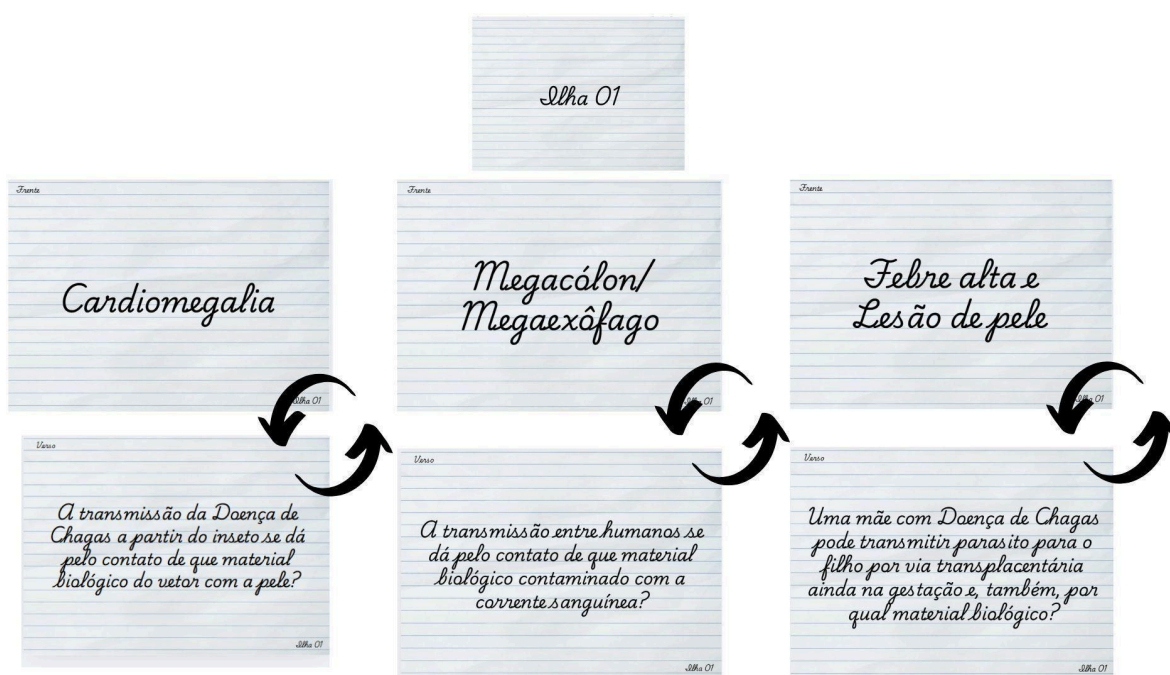 Ilha 01
Frente
Cardiomegalia
Ilha 01
Verso
A transmissão da Doença de
Chagas a partir do inseto se dá
pelo contato de que material
biológico do vetor com a pele?
Ilha 01
Frente
Megacólon/
Megaexôfago
Ilha 01
Verso
A transmissão entre humanos se
dá pelo contato de que material
biológico contaminado com a
corrente sanguínea?
Ilha 01
Frente
Febre alta e
Lesão de pele
Ilha 01
Verso
Uma mãe com Doença de Chagas
pode transmitir parasito para o
filho por via transplacentária
ainda na gestação e, também, por
qual material biológico?
Ilha 01